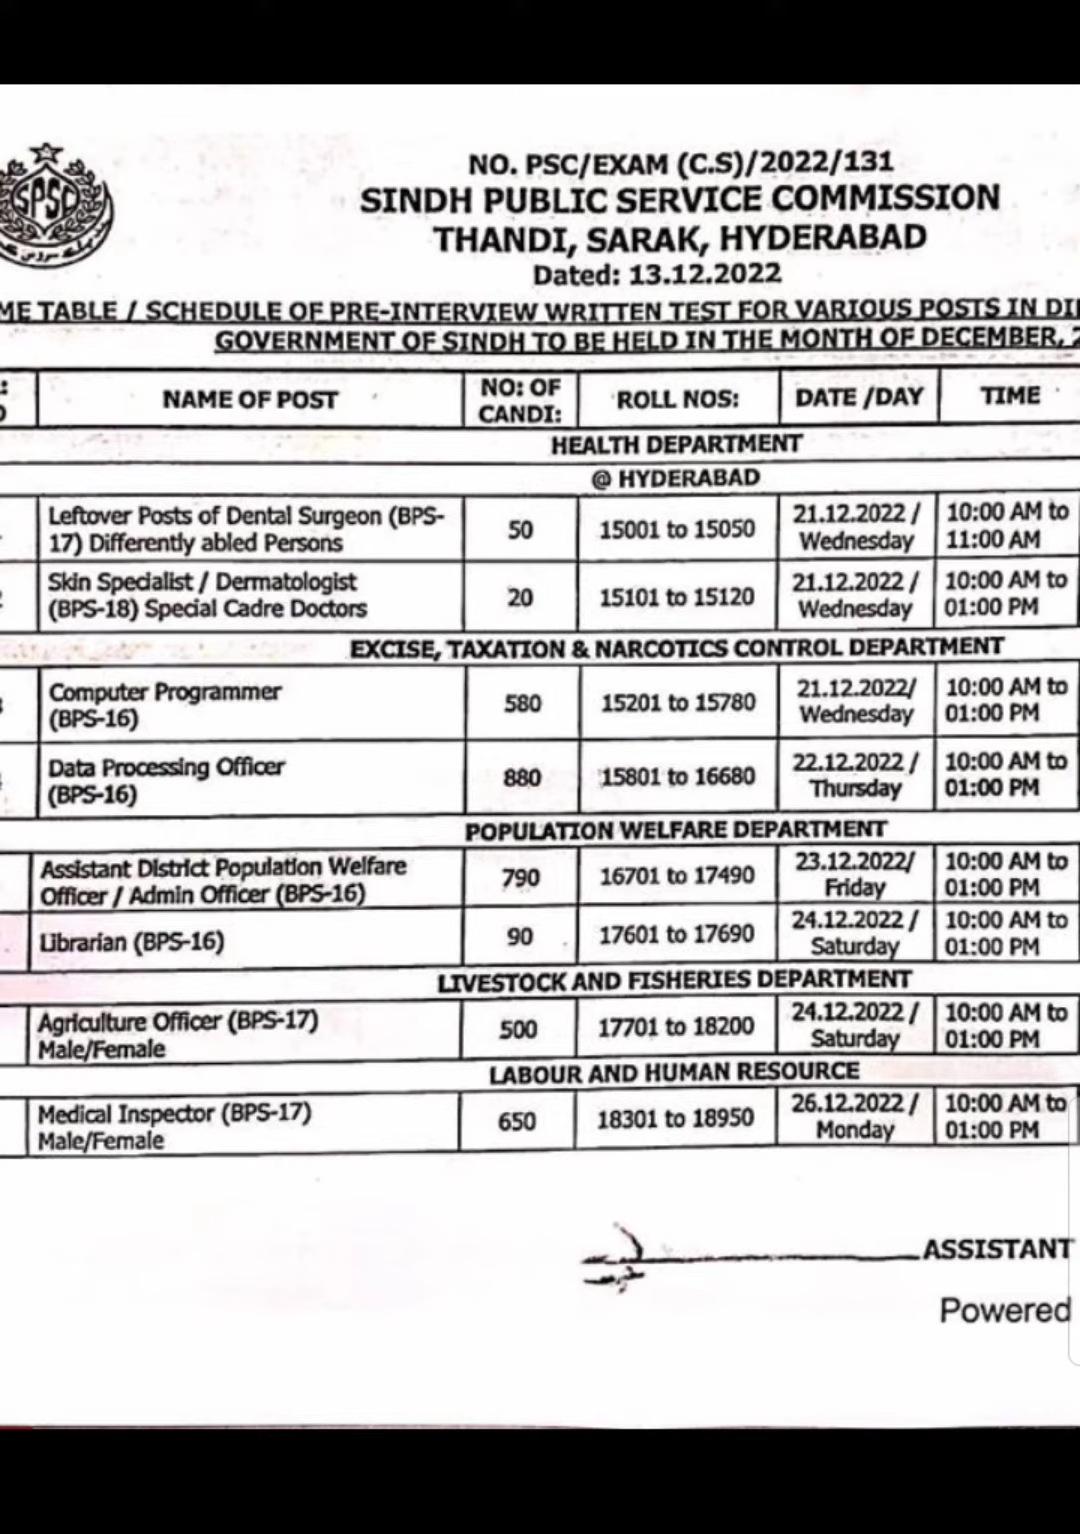 SPSC
NO. PSC/EXAM (C.S)/2022/131
SINDH PUBLIC SERVICE COMMISSION
THANDI, SARAK, HYDERABAD
Dated: 13.12.2022
ME TABLE / SCHEDULE OF PRE-INTERVIEW WRITTEN TEST FOR VARIOUS POSTS IN DI
GOVERNMENT OF SINDH TO BE HELD IN THE MONTH OF DECEMBER, 2
NAME OF POST NO: OF CANDI: ROLL NOS: DATE /DAY TIME
HEALTH DEPARTMENT
@ HYDERABAD
Leftover Posts of Dental Surgeon (BPS- 50 15001 to 15050 21.12.2022 / 10:00 AM to
17) Differently abled Persons Wednesday 11:00 AM
Skin Specialist / Dermatologist 20 15101 to 15120 21.12.2022 / 10:00 AM to
(BPS-18) Special Cadre Doctors Wednesday 01:00 PM
EXCISE, TAXATION & NARCOTICS CONTROL DEPARTMENT
Computer Programmer 580 15201 to 15780 21.12.2022/ 10:00 AM to
(BPS-16) Wednesday 01:00 PM
Data Processing Officer 880 15801 to 16680 22.12.2022 / 10:00 AM to
(BPS-16) Thursday 01:00 PM
POPULATION WELFARE DEPARTMENT
Assistant District Population Welfare 790 16701 to 17490 23.12.2022/ 10:00 AM to
Officer / Admin Officer (BPS-16) Friday 01:00 PM
Librarian (BPS-16) 90 17601 to 17690 24.12.2022 / 10:00 AM to
Saturday 01:00 PM
LIVESTOCK AND FISHERIES DEPARTMENT
Agriculture Officer (BPS-17) 500 17701 to 18200 24.12.2022 / 10:00 AM to
Male/Female Saturday 01:00 PM
LABOUR AND HUMAN RESOURCE
Medical Inspector (BPS-17) 650 18301 to 18950 26.12.2022 / 10:00 AM to
Male/Female Monday 01:00 PM
ASSISTANT
Powered